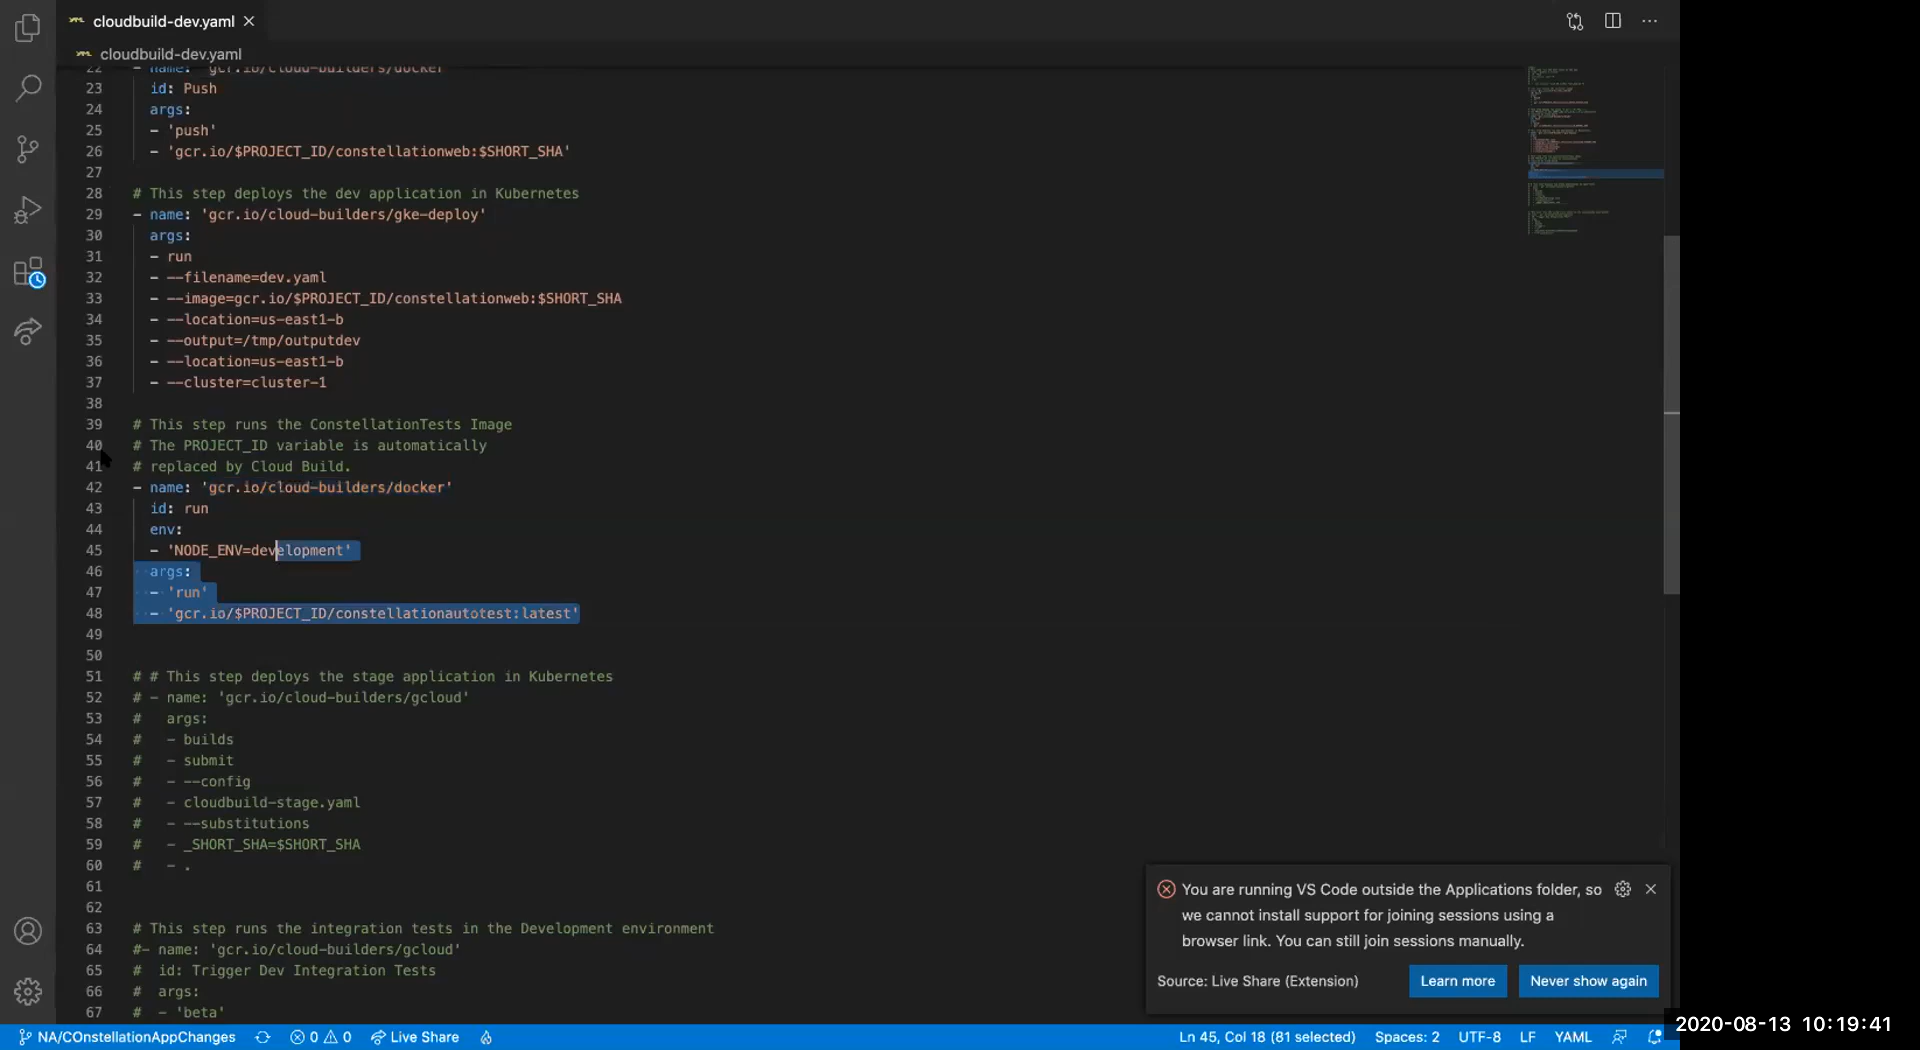 cloudbuild-dev.yaml
cloudbuild-dev.yaml
22 - name: 'gcr.io/cloud-builders/docker'
23 id: Push
24 args:
25 - 'push'
26 - 'gcr.io/$PROJECT_ID/constellationweb:$SHORT_SHA'
27
28 # This step deploys the dev application in Kubernetes
29 - name: 'gcr.io/cloud-builders/gke-deploy'
30 args:
31 - run
32 - --filename=dev.yaml
33 - --image=gcr.io/$PROJECT_ID/constellationweb:$SHORT_SHA
34 - --location=us-east1-b
35 - --output=/tmp/outputdev
36 - --location=us-east1-b
37 - --cluster=cluster-1
38
39 # This step runs the ConstellationTests Image
40 # The PROJECT_ID variable is automatically
41 # replaced by Cloud Build.
42 - name: 'gcr.io/cloud-builders/docker'
43 id: run
44 env:
45 - 'NODE_ENV=development'
46 args:
47 - 'run'
48 - 'gcr.io/$PROJECT_ID/constellationautotest:latest'
49
50
51 # # This step deploys the stage application in Kubernetes
52 # - name: 'gcr.io/cloud-builders/gcloud'
53 # args:
54 # - builds
55 # - submit
56 # - --config
57 # - cloudbuild-stage.yaml
58 # - --substitutions
59 # - _SHORT_SHA=$SHORT_SHA
60 # - .
61
62
63 # This step runs the integration tests in the Development environment
64 #- name: 'gcr.io/cloud-builders/gcloud'
65 # id: Trigger Dev Integration Tests
66 # args:
67 # - 'beta'
You are running VS Code outside the Applications folder, so
we cannot install support for joining sessions using a
browser link. You can still join sessions manually.
Source: Live Share (Extension)
Learn more
Never show again
NA/COnstellationAppChanges 0 0 Live Share Ln 45, Col 18 (81 selected) Spaces: 2 UTF-8 LF YAML
2020-08-13 10:19:41